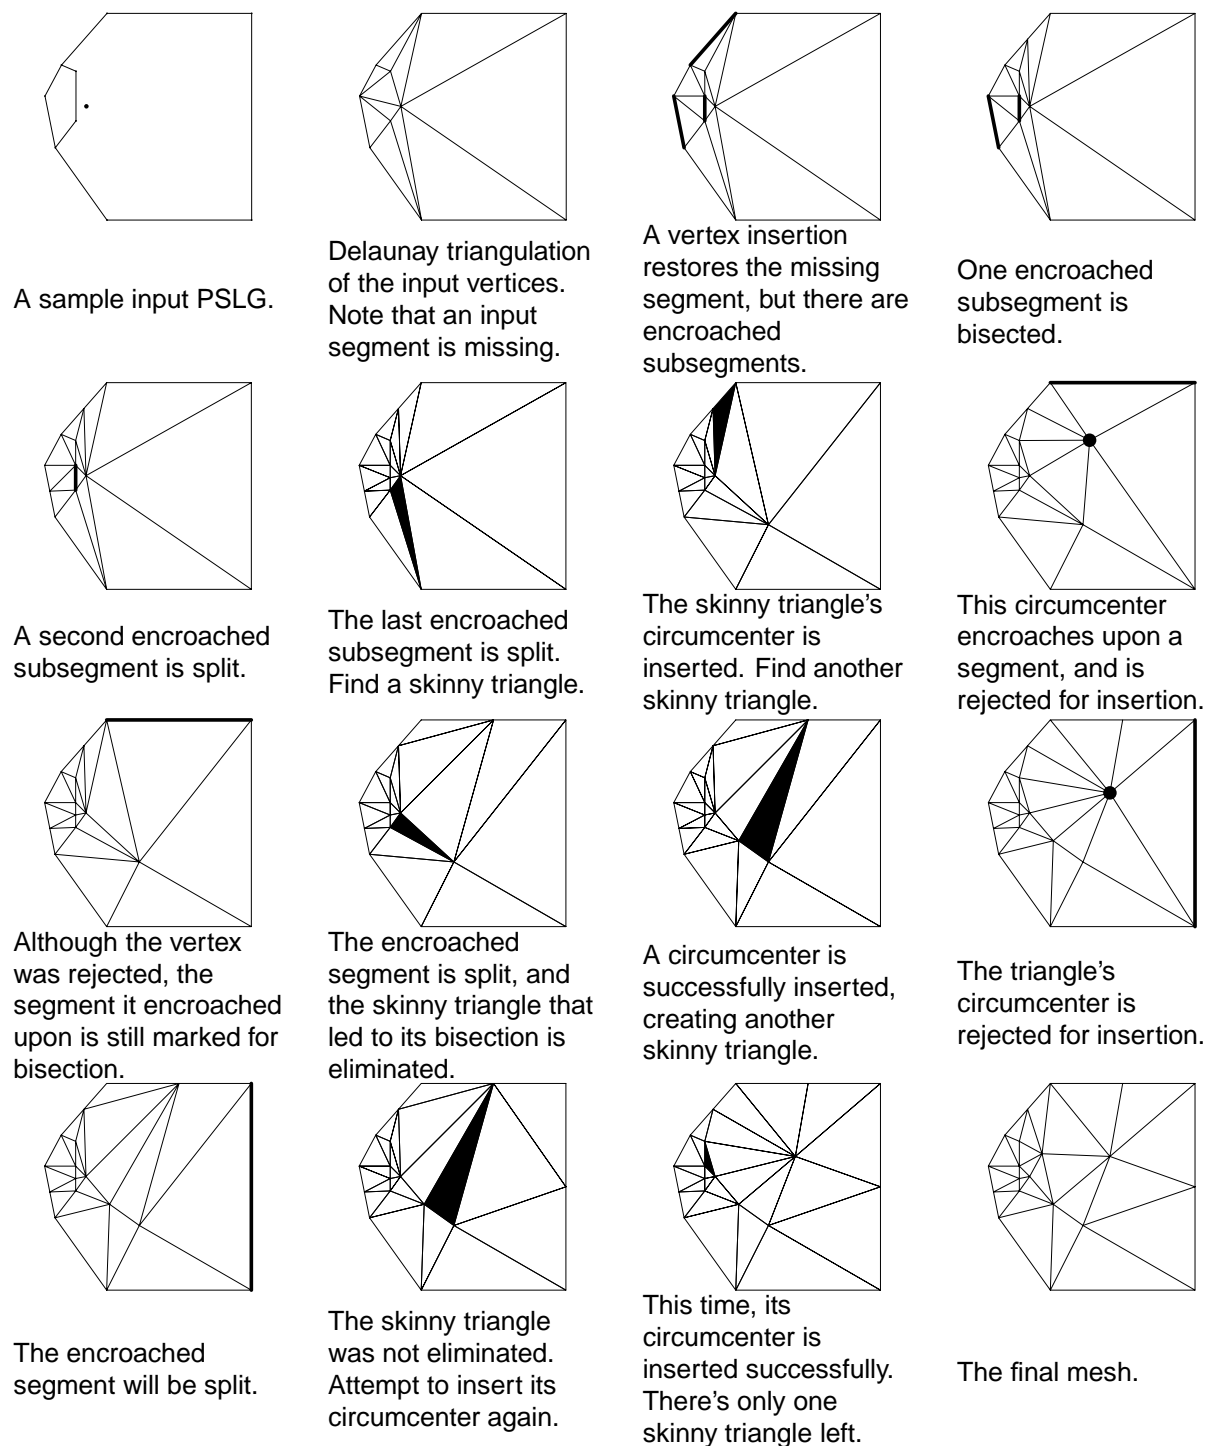 A sample input PSLG.
Delaunay triangulation
of the input vertices.
Note that an input
segment is missing.
A vertex insertion
restores the missing
segment, but there are
encroached
subsegments.
One encroached
subsegment is
bisected.
A second encroached
subsegment is split.
The last encroached
subsegment is split.
Find a skinny triangle.
The skinny triangle’s
circumcenter is
inserted. Find another
skinny triangle.
This circumcenter
encroaches upon a
segment, and is
rejected for insertion.
Although the vertex
was rejected, the
segment it encroached
upon is still marked for
bisection.
The encroached
segment is split, and
the skinny triangle that
led to its bisection is
eliminated.
A circumcenter is
successfully inserted,
creating another
skinny triangle.
The triangle’s
circumcenter is
rejected for insertion.
The encroached
segment will be split.
The skinny triangle
was not eliminated.
Attempt to insert its
circumcenter again.
This time, its
circumcenter is
inserted successfully.
There’s only one
skinny triangle left.
The final mesh.